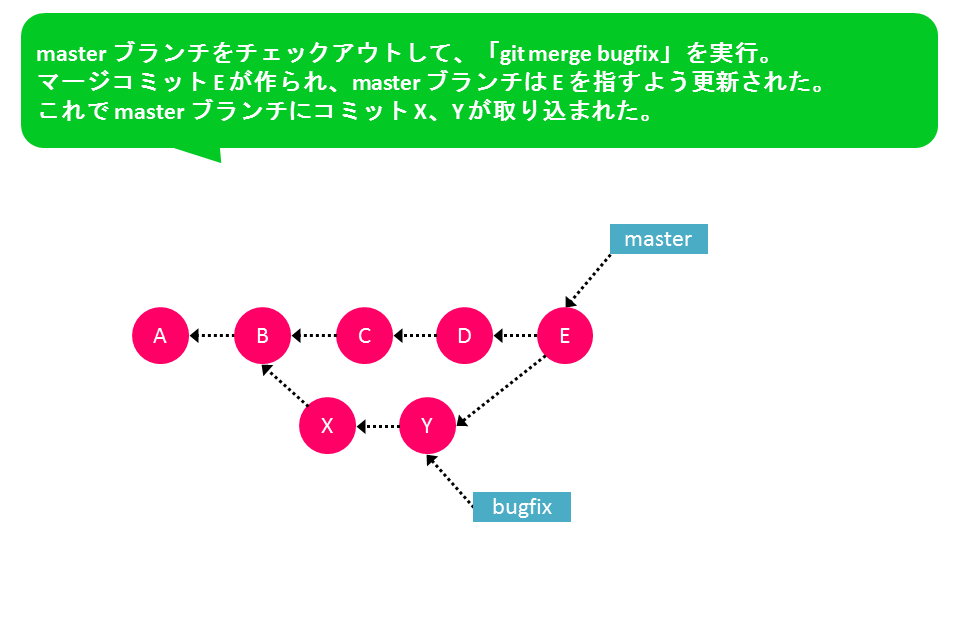 master ブランチをチェックアウトして、「git merge bugfix」を実行。
マージコミット E が作られ、master ブランチは E を指すよう更新された。
これで master ブランチにコミット X、Y が取り込まれた。
master
A B C D E
X Y
bugfix